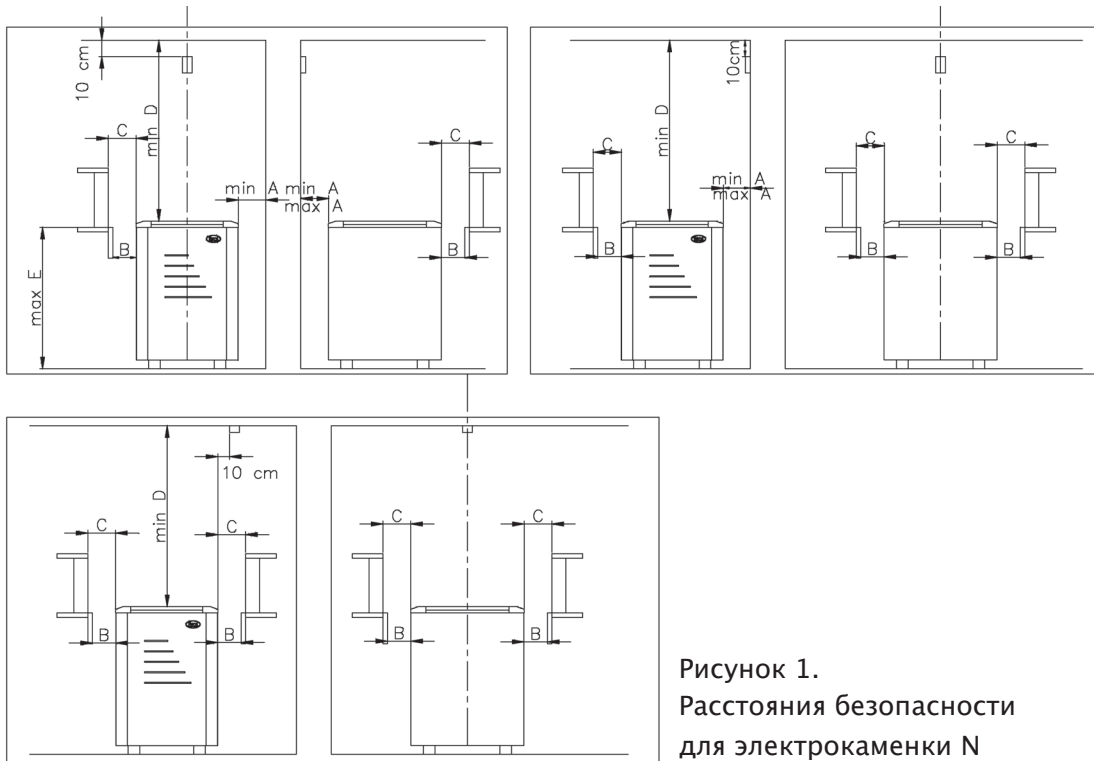 10 cm
min D
C
min A
B
max E
min A
max A
C
B
10cm
min D
C
min A
max A
B
C
C
B
B
min D
10 cm
C
C
B
B
C
C
B
B
Рисунок 1.
Расстояния безопасности
для электрокаменки N